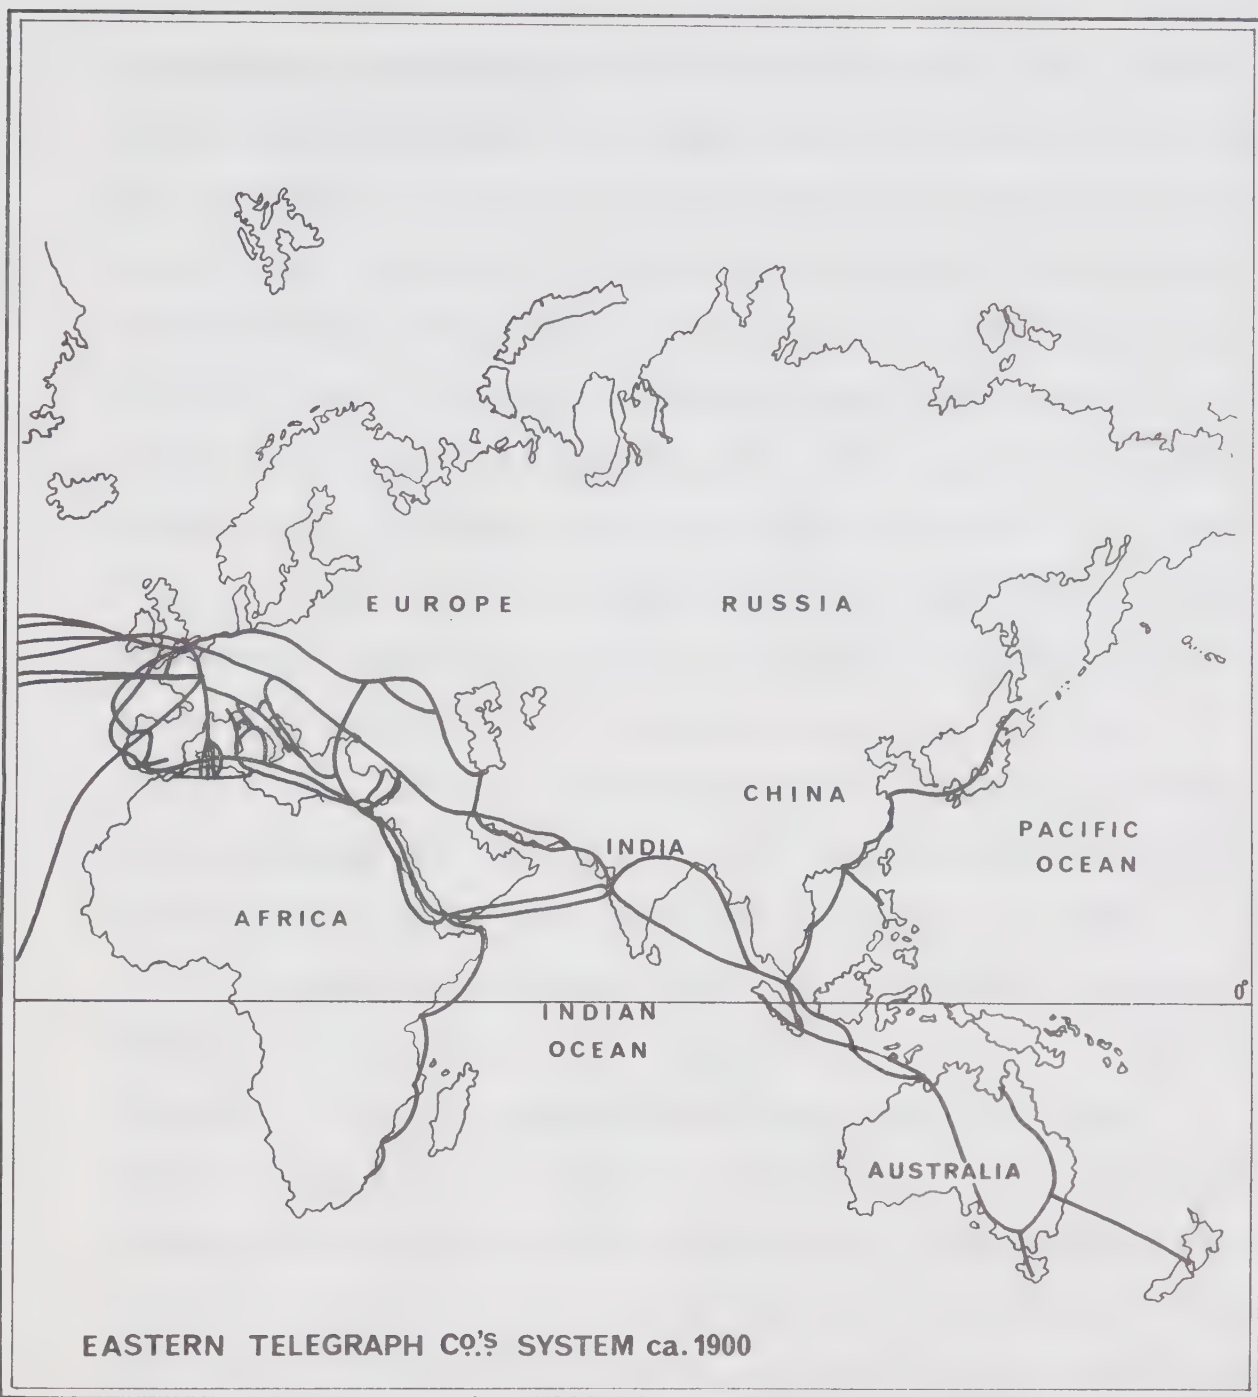 EUROPE
RUSSIA
CHINA
PACIFIC
OCEAN
INDIA
AFRICA
0°
INDIAN
OCEAN
AUSTRALIA
EASTERN TELEGRAPH CO.'S SYSTEM ca. 1900